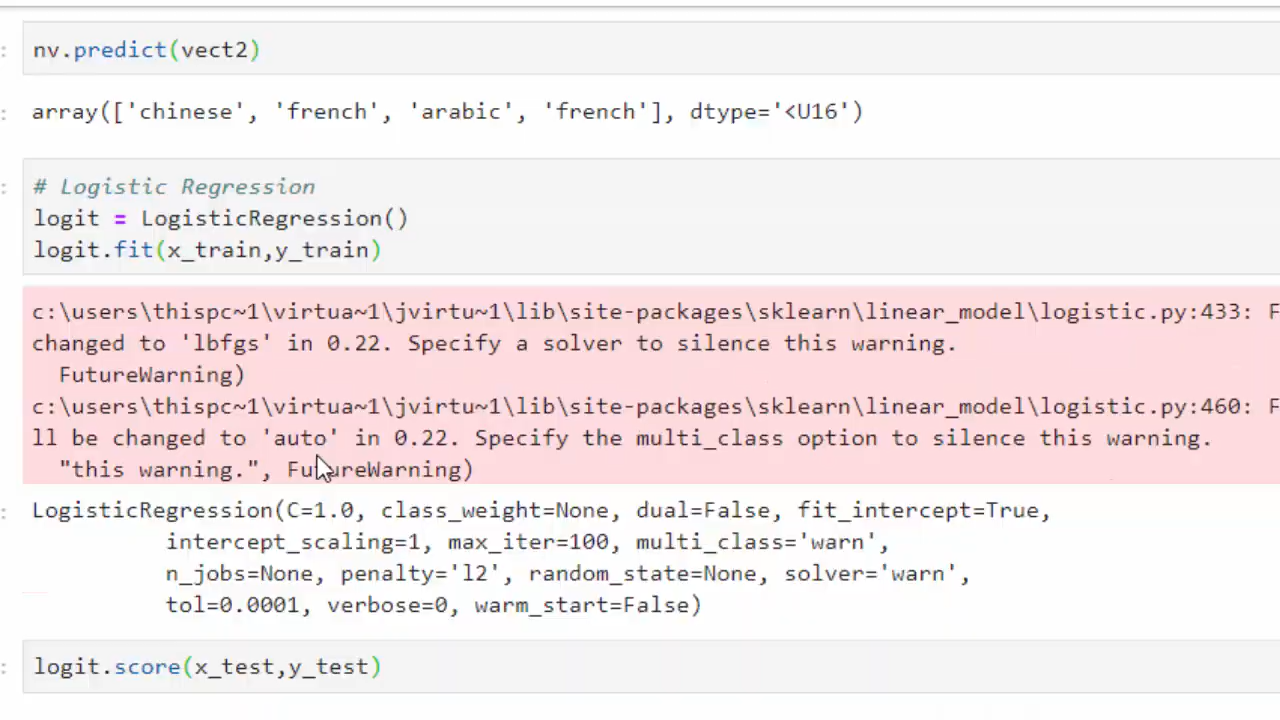 nv.predict(vect2)
array(['chinese', 'french', 'arabic', 'french'], dtype='<U16')
# Logistic Regression
logit = LogisticRegression()
logit.fit(x_train,y_train)
c:\users\thispc~1\virtua~1\jvirtu~1\lib\site-packages\sklearn\linear_model\logistic.py:433: F
changed to 'lbfgs' in 0.22. Specify a solver to silence this warning.
FutureWarning)
c:\users\thispc~1\virtua~1\jvirtu~1\lib\site-packages\sklearn\linear_model\logistic.py:460: F
ll be changed to 'auto' in 0.22. Specify the multi_class option to silence this warning.
"this warning.", FutureWarning)
LogisticRegression(C=1.0, class_weight=None, dual=False, fit_intercept=True,
intercept_scaling=1, max_iter=100, multi_class='warn',
n_jobs=None, penalty='l2', random_state=None, solver='warn',
tol=0.0001, verbose=0, warm_start=False)
logit.score(x_test,y_test)